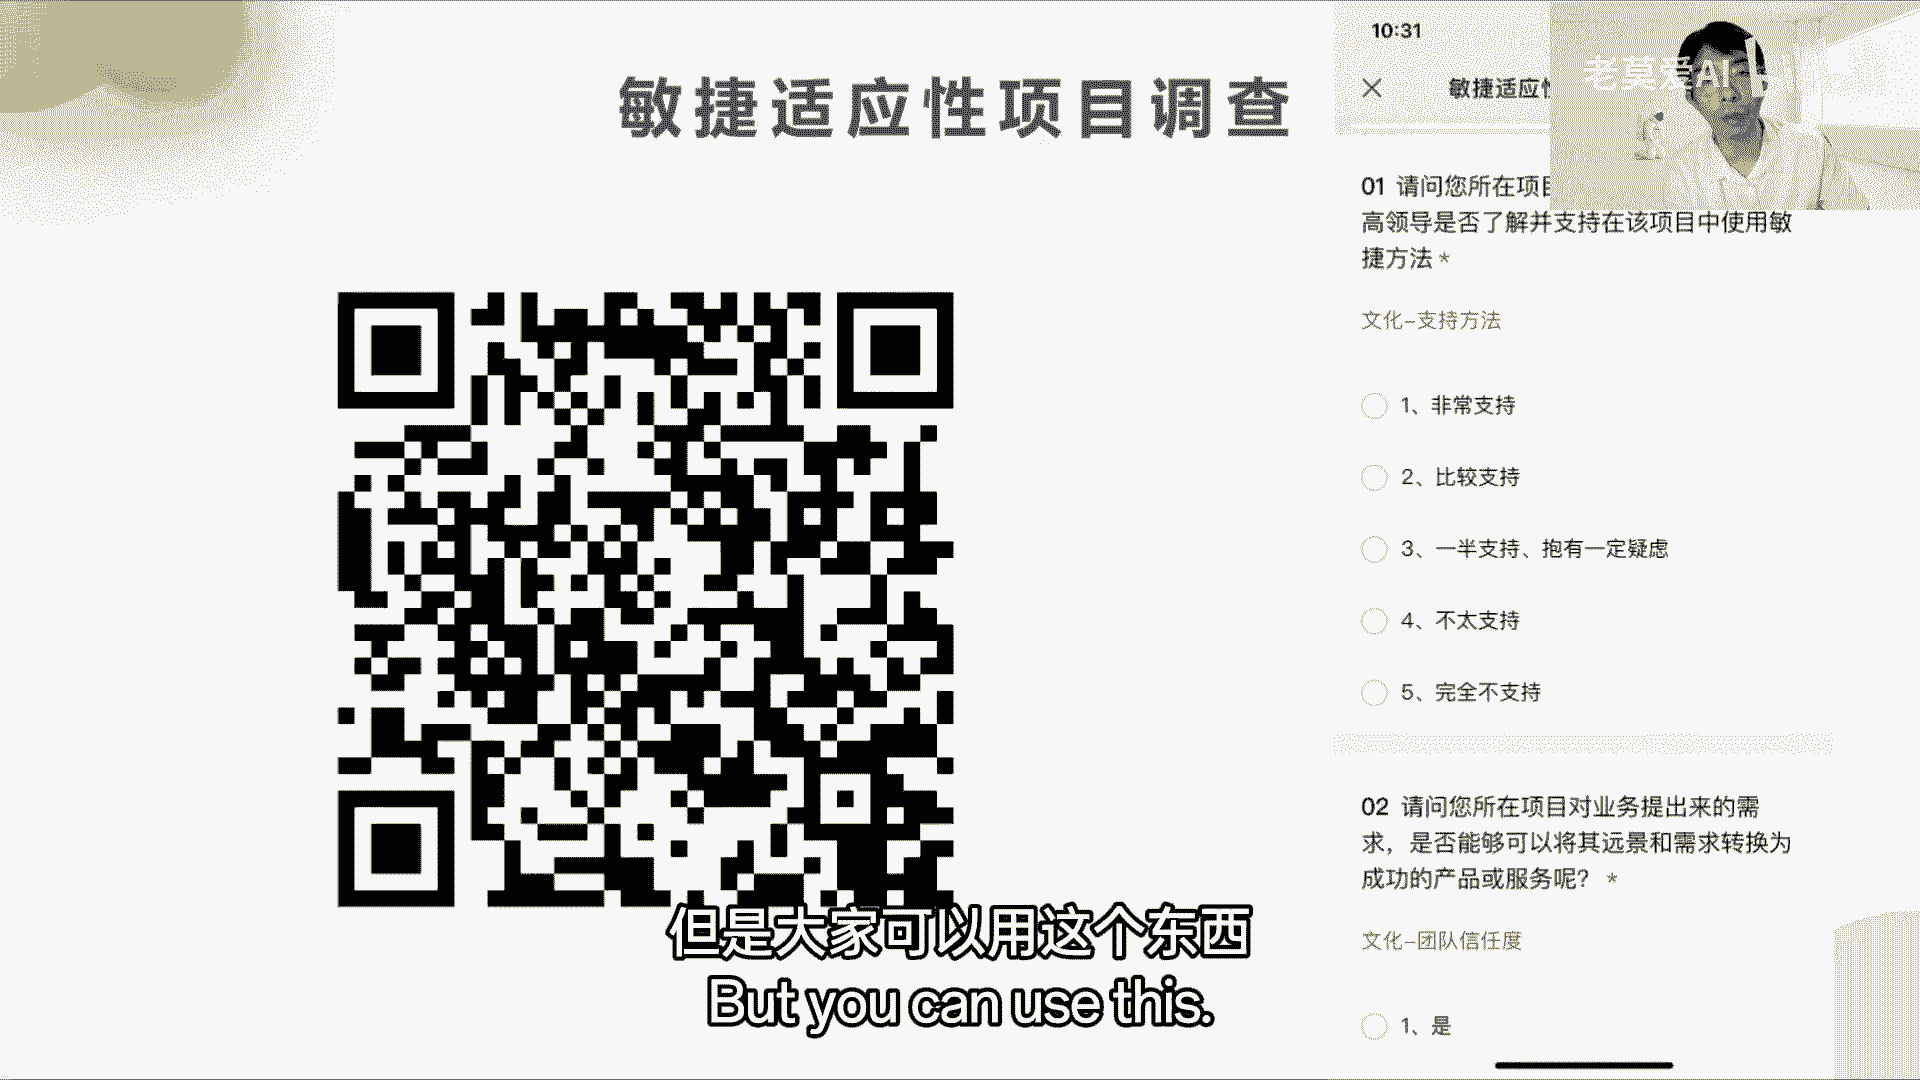 敏捷适应性项目调查
10:31
敏捷适应
老莫爱AI
01 请问您所在项目
高领导是否了解并支持在该项目中使用敏
捷方法 *
文化-支持方法
1、非常支持
2、比较支持
3、一半支持、抱有一定疑虑
4、不太支持
5、完全不支持
02 请问您所在项目对业务提出来的需
求，是否能够可以将其远景和需求转换为
成功的产品或服务呢？ *
文化-团队信任度
1、是
但是大家可以用这个东西
But you can use this.